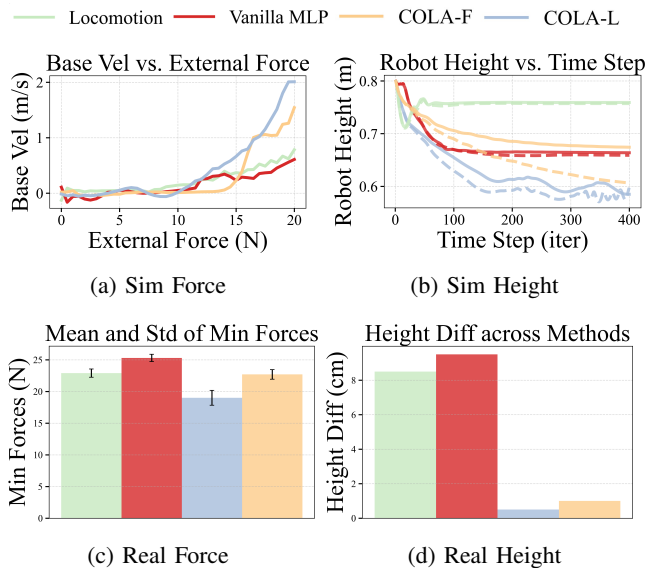 Locomotion Vanilla MLP COLA-F COLA-L
Base Vel vs. External Force
Base Vel (m/s)
2
1
0
0 5 10 15 20
External Force (N)
(a) Sim Force
Robot Height vs. Time Step
Robot Height (m)
0.8
0.7
0.6
0 100 200 300 400
Time Step (iter)
(b) Sim Height
Mean and Std of Min Forces
Min Forces (N)
25
20
15
10
5
0
(c) Real Force
Height Diff across Methods
Height Diff (cm)
8
6
4
2
0
(d) Real Height